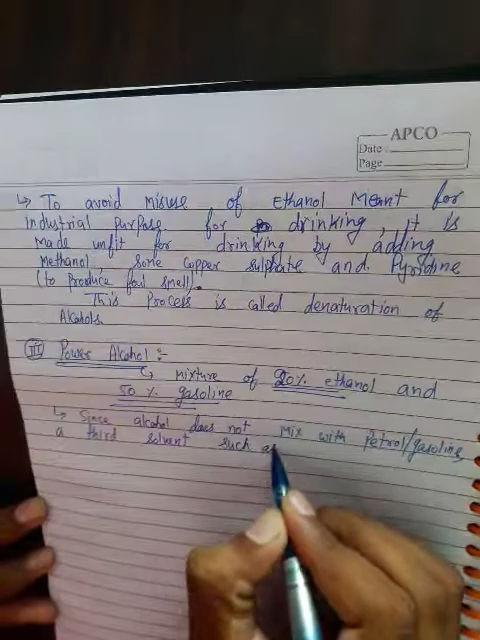 APCO
Date
Page
↳ To avoid misuse of Ethanol Meant for
industrial Purpose for drinking, it is
made unfit for drinking by adding
methanol, some copper sulphate and Pyridine
(to Produce foul smell).
This Process is called denaturation of
Alcohols
III Power Alcohol :-
↳ mixture of 20% ethanol and
50 % gasoline
↳ Since alcohol does not Mix with Petrol/gasoline,
a third solvent such as